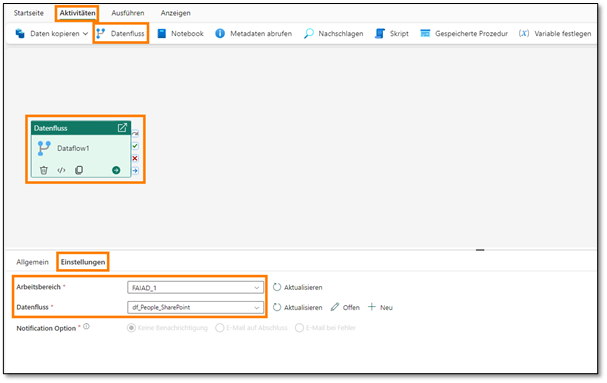 Startseite Aktivitäten Ausführen Anzeigen
Daten kopieren Datenfluss Notebook Metadaten abrufen Nachschlagen Skript Gespeicherte Prozedur (x) Variable festlegen
Datenfluss
Dataflow1
Allgemein Einstellungen
Arbeitsbereich * FAIAD_1 Aktualisieren
Datenfluss * df_People_SharePoint Aktualisieren Offen Neu
Notification Option * Keine Benachrichtigung E-Mail auf Abschluss E-Mail bei Fehler